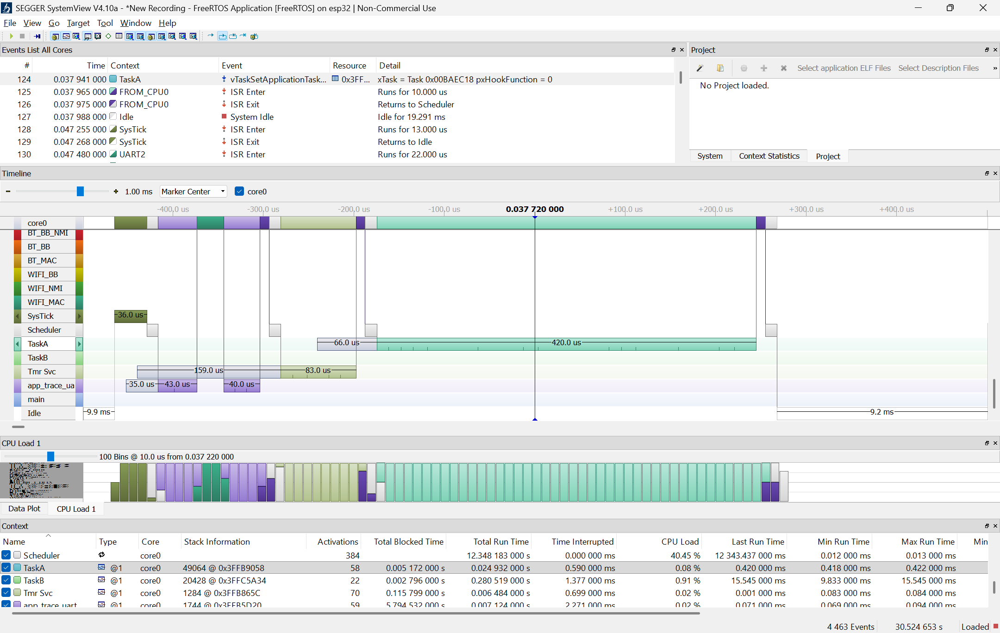 SEGGER SystemView V4.10a - *New Recording - FreeRTOS Application [FreeRTOS] on esp32 | Non-Commercial Use
File View Go Target Tool Window Help
Events List All Cores
Project
# Time Context Event Resource Detail
124 0.037 941 000 TaskA vTaskSetApplicationTask... 0x3FF... xTask = Task 0x00BAEC18 pxHookFunction = 0
125 0.037 965 000 FROM_CPU0 ISR Enter Runs for 10.000 us
126 0.037 975 000 FROM_CPU0 ISR Exit Returns to Scheduler
127 0.037 988 000 Idle System Idle Idle for 19.291 ms
128 0.047 255 000 SysTick ISR Enter Runs for 13.000 us
129 0.047 268 000 SysTick ISR Exit Returns to Idle
130 0.047 480 000 UART2 ISR Enter Runs for 22.000 us
Select application ELF Files Select Description Files »
No Project loaded.
System Context Statistics Project
Timeline
1.00 ms Marker Center core0
-400.0 us -300.0 us -200.0 us -100.0 us 0.037 720 000 +100.0 us +200.0 us +300.0 us +400.0 us
core0
BT_BB_NMI
BT_BB
BT_MAC
WIFI_BB
WIFI_NMI
WIFI_MAC
SysTick 36.0 us
Scheduler
TaskA 66.0 us 420.0 us
TaskB
Tmr Svc 159.0 us 83.0 us
app_trace_ua 35.0 us 43.0 us 40.0 us
main
Idle 9.9 ms 9.2 ms
CPU Load 1
100 Bins @ 10.0 us from 0.037 220 000
Data Plot CPU Load 1
Context
Name Type Core Stack Information Activations Total Blocked Time Total Run Time Time Interrupted CPU Load Last Run Time Min Run Time Max Run Time Min
Scheduler core0 384 12.348 183 000 s 0.000 000 ms 40.45 % 12 343.437 000 ms 0.012 000 ms 0.013 000 ms
TaskA @1 core0 49064 @ 0x3FFB9058 58 0.005 172 000 s 0.024 932 000 s 0.590 000 ms 0.08 % 0.420 000 ms 0.418 000 ms 0.422 000 ms
TaskB @1 core0 20428 @ 0x3FFC5A34 22 0.002 796 000 s 0.280 519 000 s 1.377 000 ms 0.91 % 15.545 000 ms 9.833 000 ms 15.545 000 ms
Tmr Svc @1 core0 1284 @ 0x3FFB865C 70 0.115 799 000 s 0.006 484 000 s 0.699 000 ms 0.02 % 0.001 000 ms 0.083 000 ms 0.084 000 ms
app_trace_uart @1 core0 1744 @ 0x3FFB5D20 59 5.794 532 000 s 0.007 124 000 s 2.271 000 ms 0.02 % 0.071 000 ms 0.069 000 ms 0.094 000 ms
4 463 Events 30.524 653 s Loaded